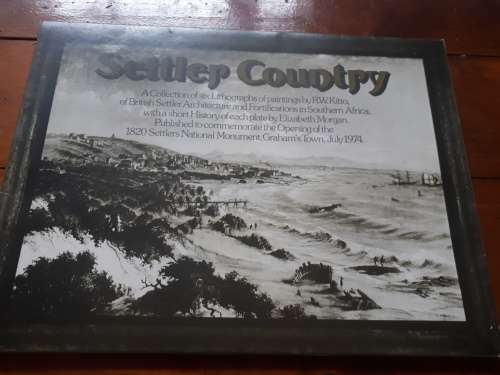 Settler Country
A Collection of six Lithographs of paintings by R.W. Kitto,
of British Settler Architecture and Fortifications in Southern Africa,
with a short History of each plate by Elizabeth Morgan.
Published to commemorate the Opening of the
1820 Settlers National Monument, Graham's Town, July 1974.